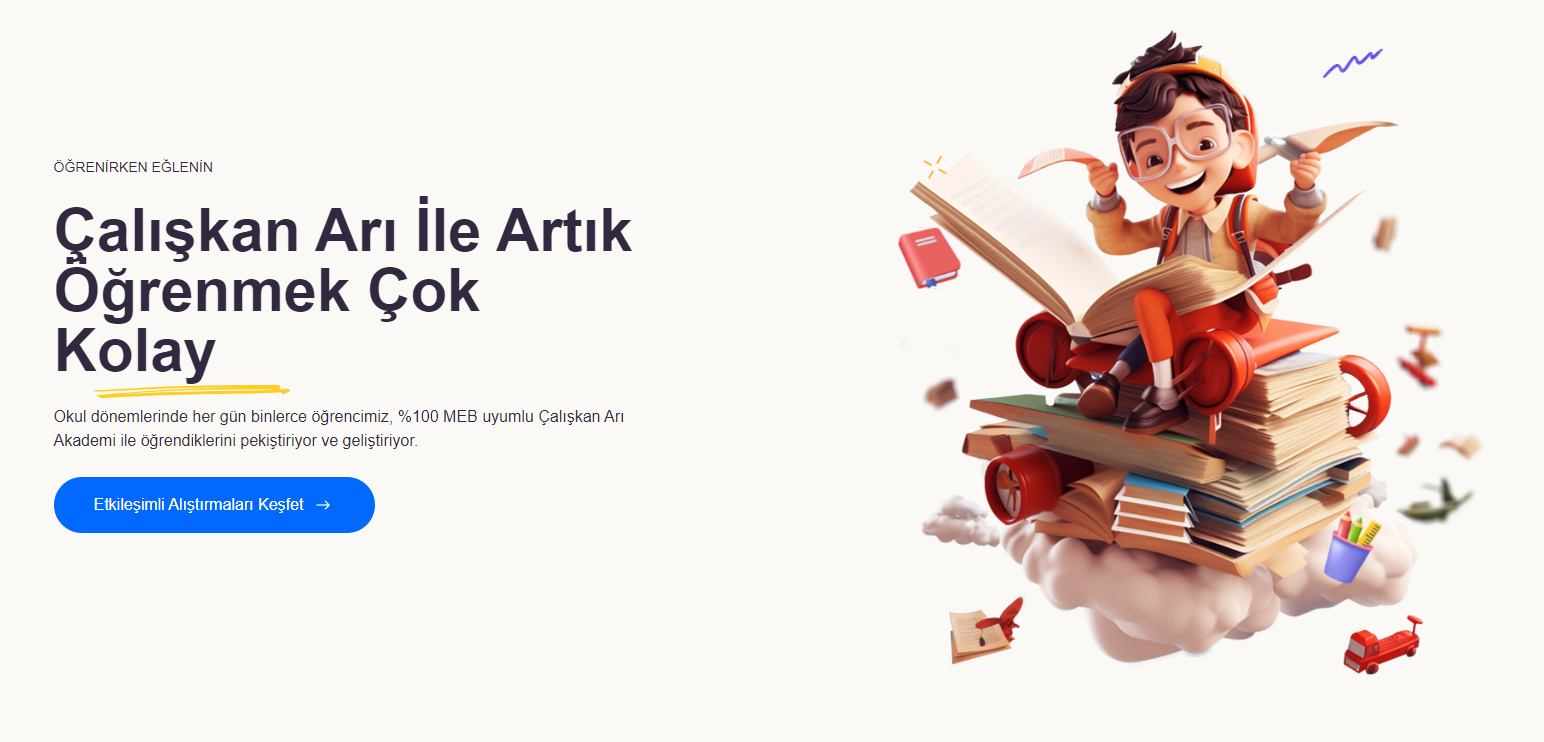 ÖĞRENİRKEN EĞLENİN
Çalışkan Arı İle Artık
Öğrenmek Çok
Kolay
Okul dönemlerinde her gün binlerce öğrencimiz, %100 MEB uyumlu Çalışkan Arı
Akademi ile öğrendiklerini pekiştiriyor ve geliştiriyor.
Etkileşimli Alıştırmaları Keşfet →